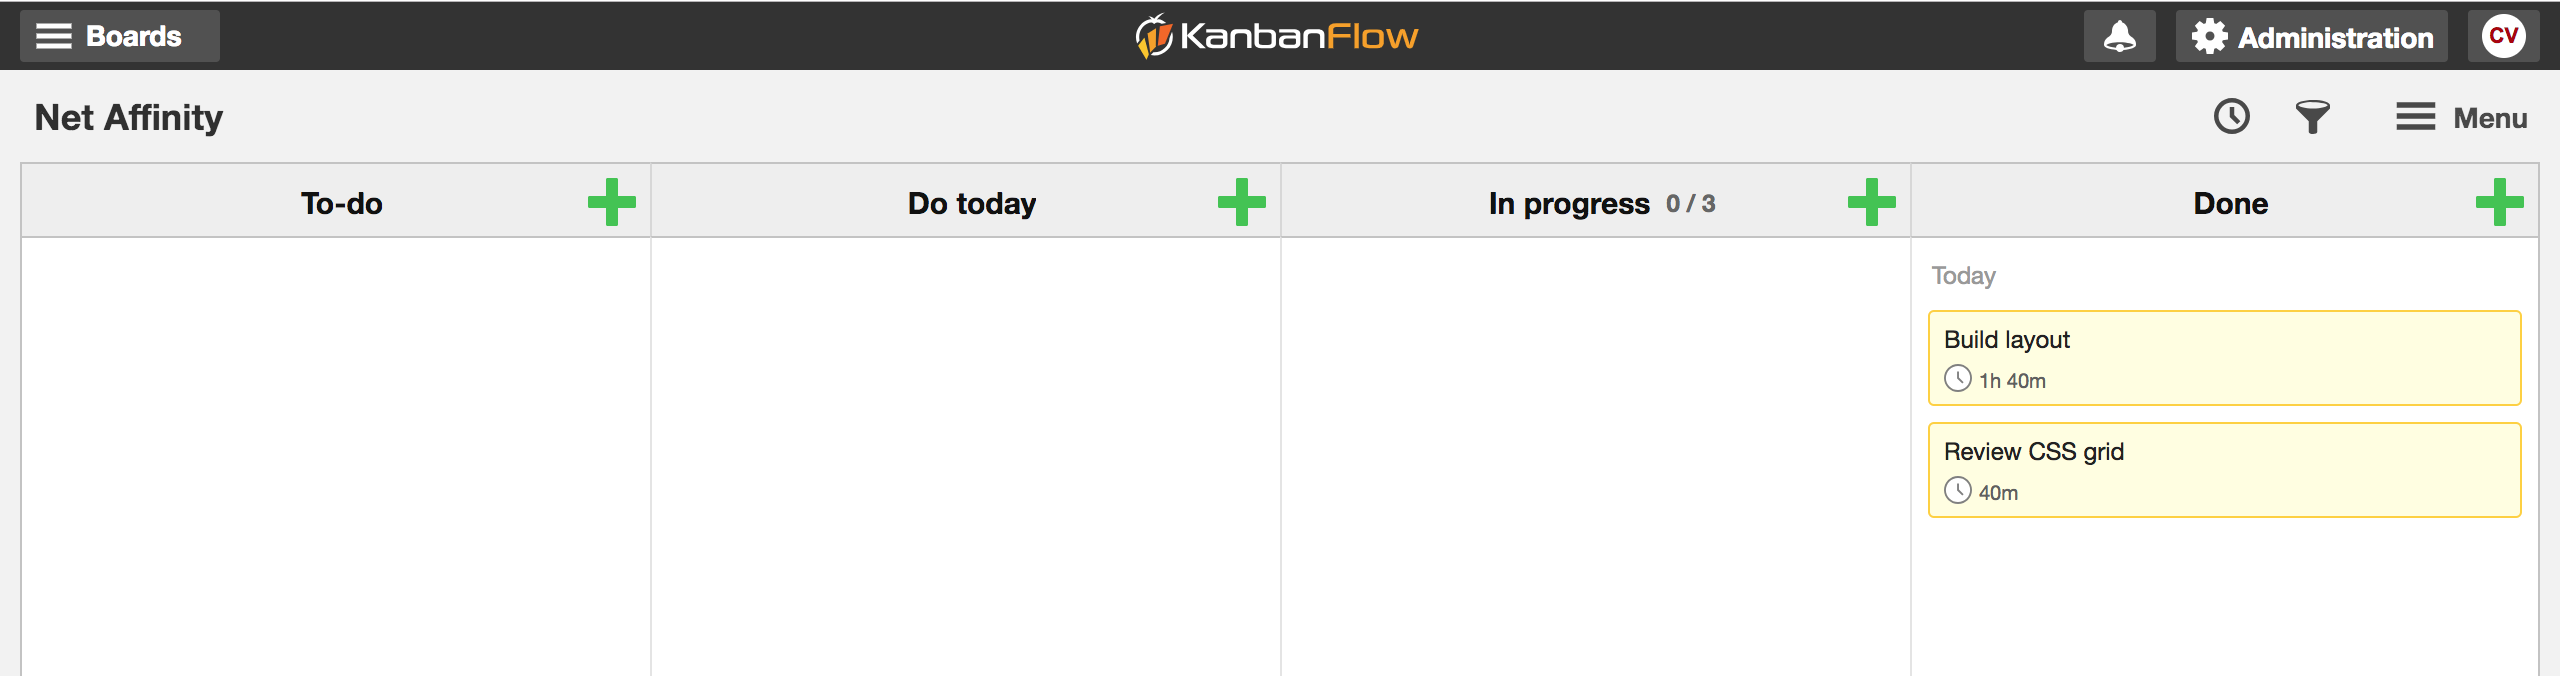 Boards
KanbanFlow
Administration
CV
Net Affinity
Menu
To-do
Do today
In progress 0 / 3
Done
Today
Build layout
1h 40m
Review CSS grid
40m